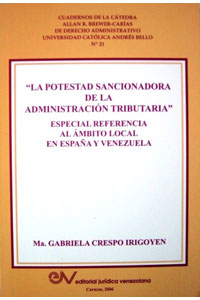 CUADERNOS DE LA CÁTEDRA
ALLAN R. BREWER-CARÍAS
DE DERECHO ADMINISTRATIVO
UNIVERSIDAD CATÓLICA ANDRÉS BELLO
N° 21
“LA POTESTAD SANCIONADORA
DE LA
ADMINISTRACIÓN TRIBUTARIA”
ESPECIAL REFERENCIA
AL ÁMBITO LOCAL
EN ESPAÑA Y VENEZUELA
Ma. GABRIELA CRESPO IRIGOYEN
editorial jurídica venezolana
Caracas, 2006